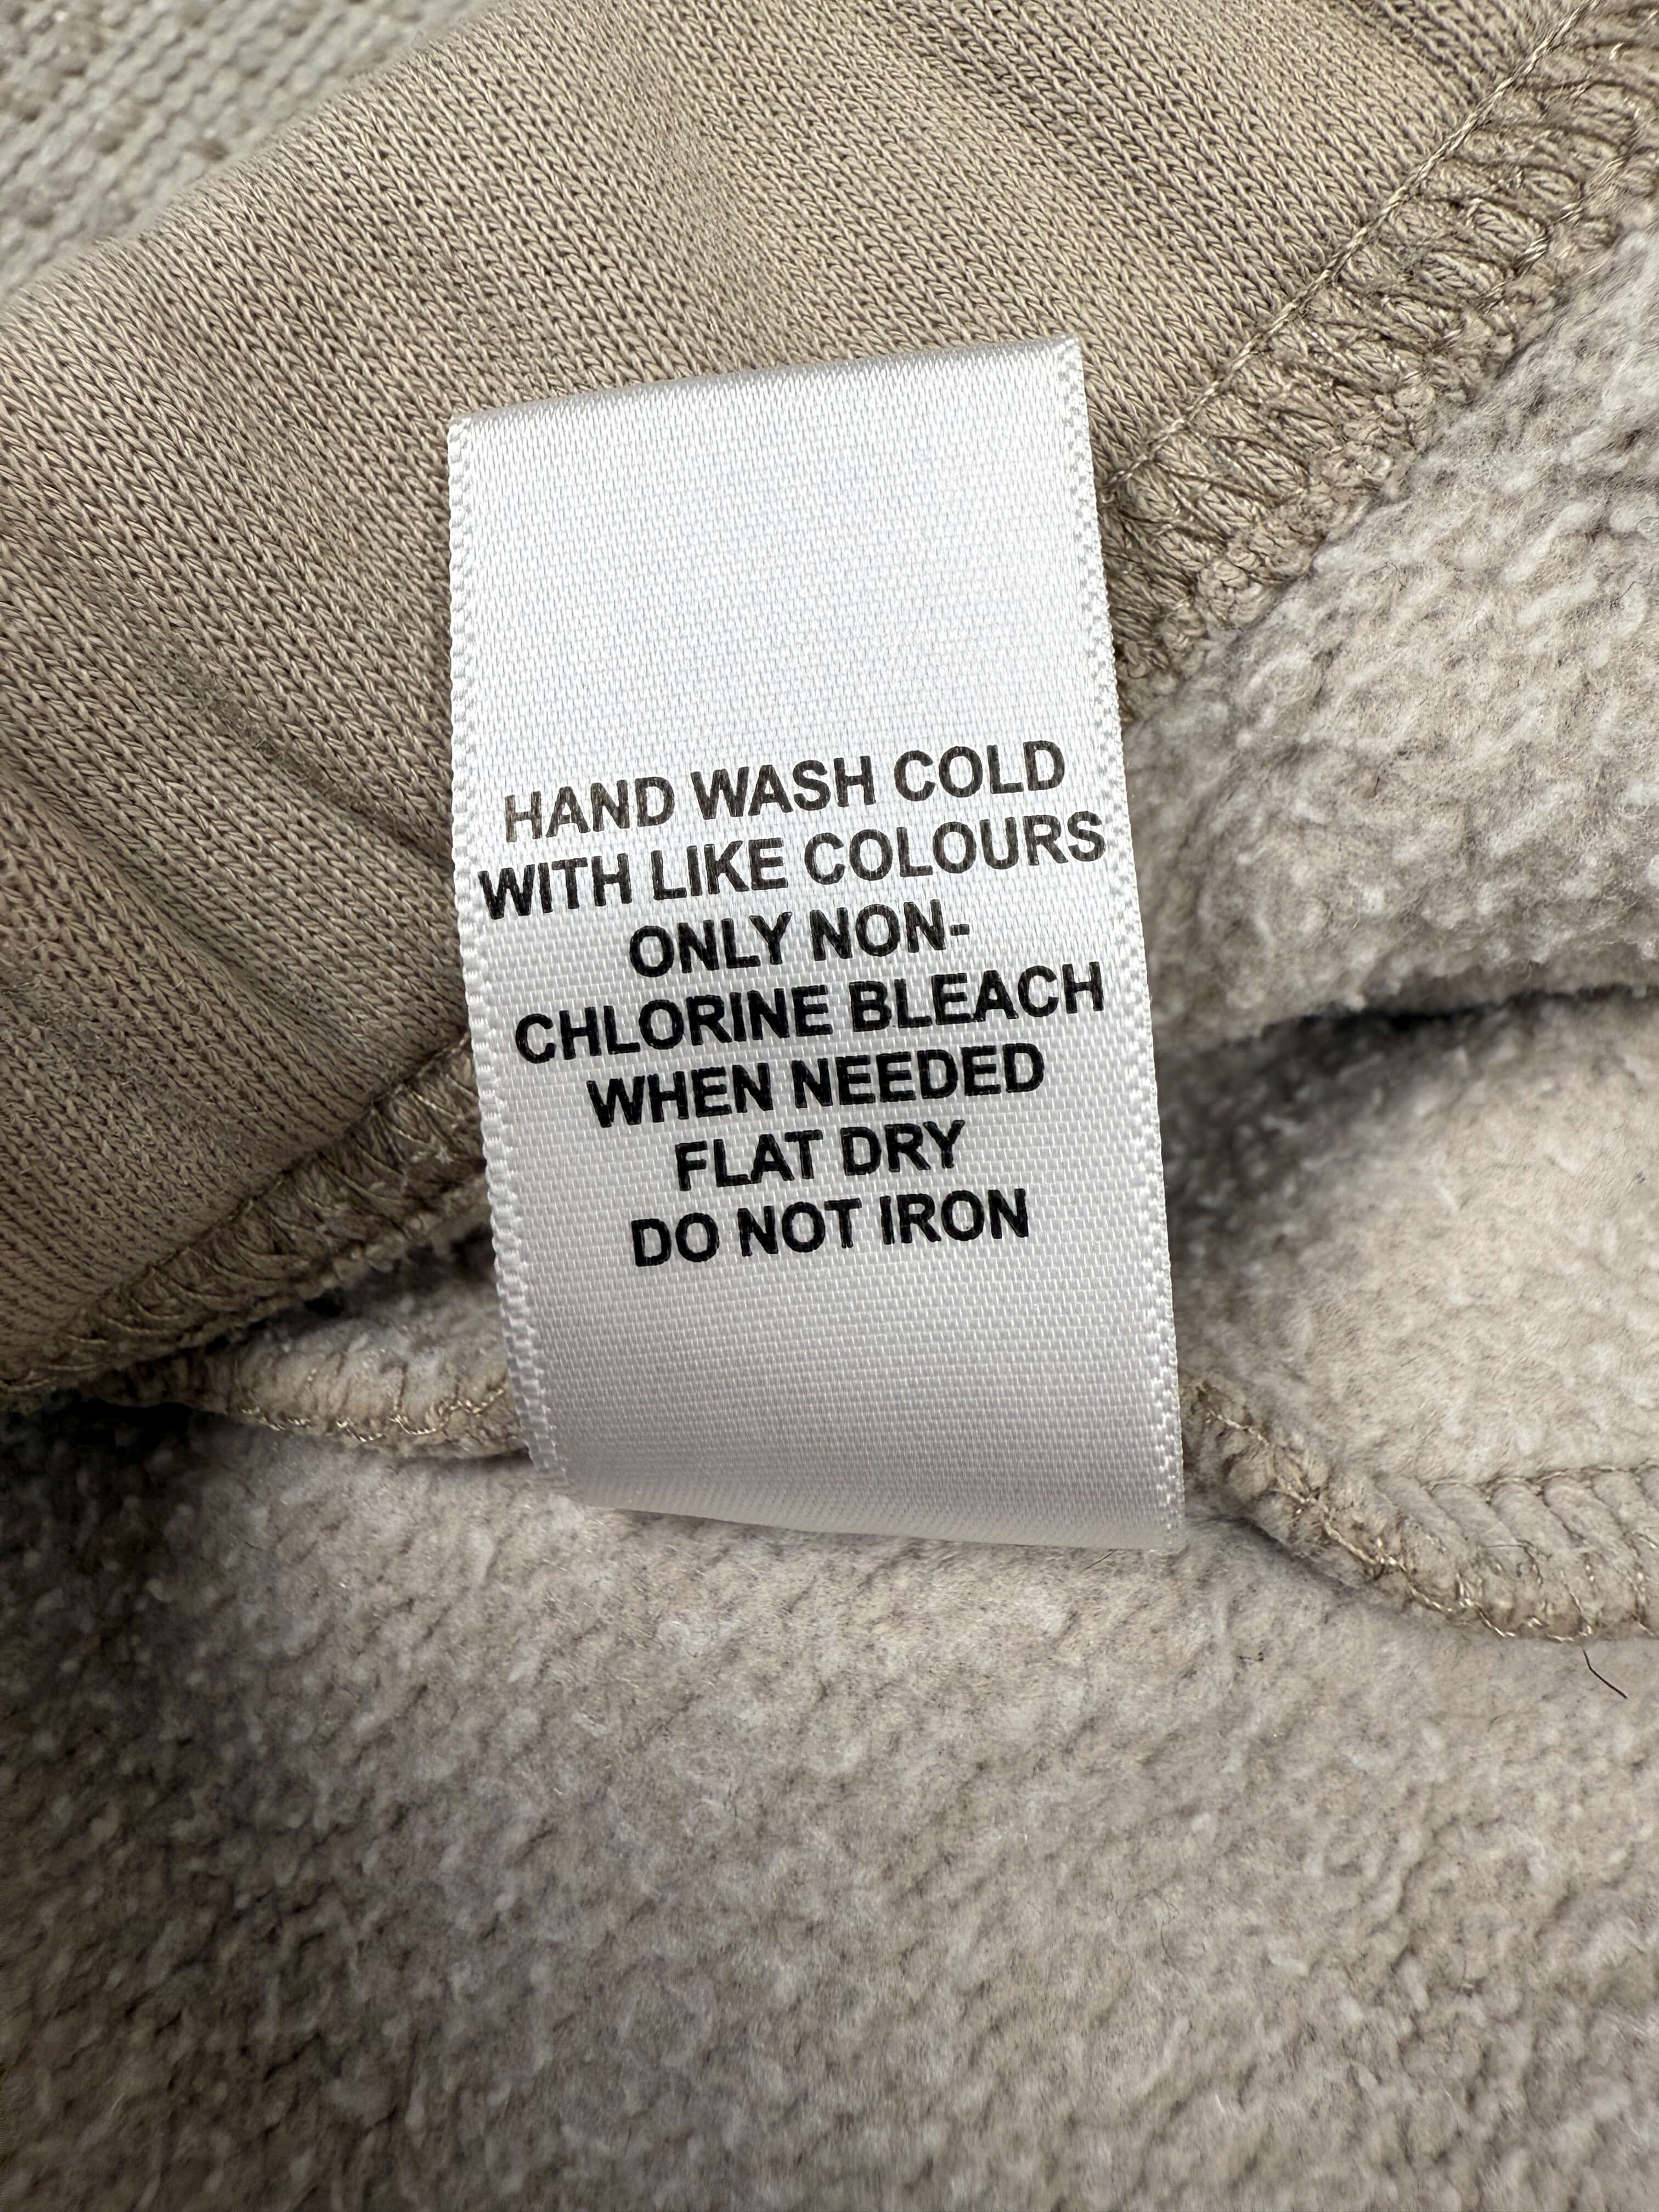 HAND WASH COLD
WITH LIKE COLOURS
ONLY NON-
CHLORINE BLEACH
WHEN NEEDED
FLAT DRY
DO NOT IRON